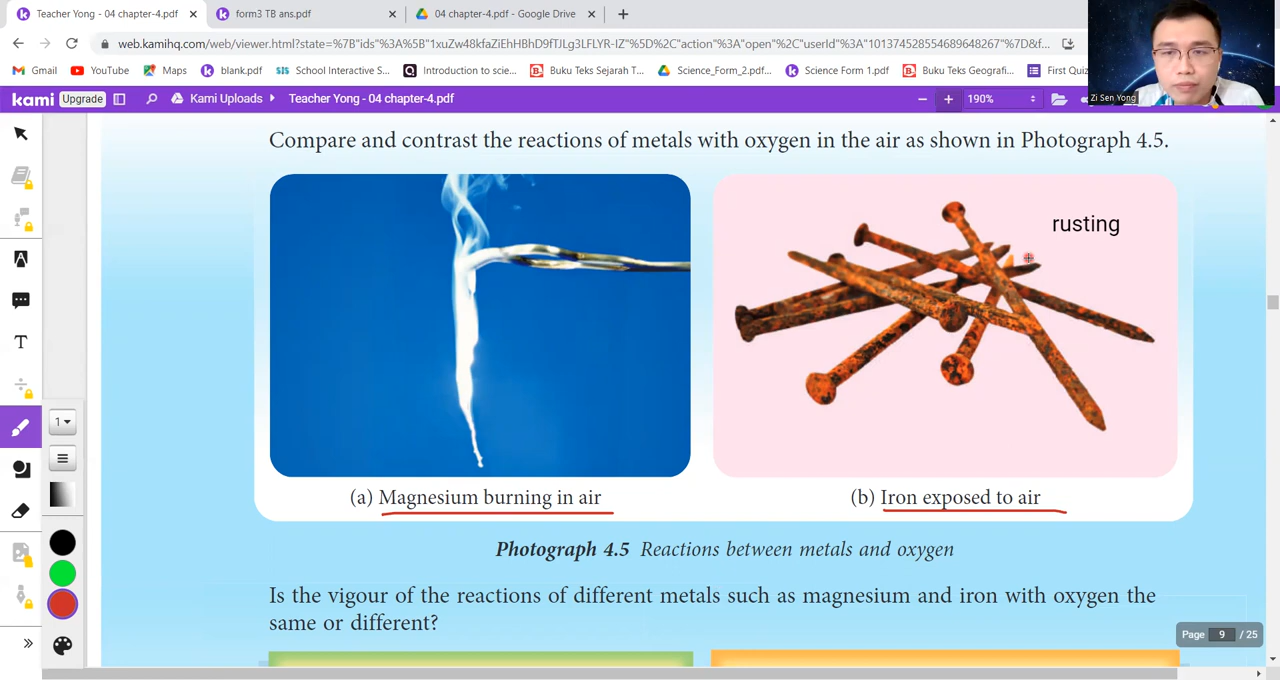 Teacher Yong - 04 chapter-4.pdf
form3 TB ans.pdf
04 chapter-4.pdf - Google Drive
web.kamihq.com/web/viewer.html?state=%7B"ids"%3A%5B"1xuZw48kfaZiEhHBhD9fTJLg3LFLYR-IZ"%5D%2C"action"%3A"open"%2C"userId"%3A"101374528554689648267"%7D&f...
Gmail
YouTube
Maps
blank.pdf
School Interactive S...
Introduction to scie...
Buku Teks Sejarah T...
Science_Form_2.pdf...
Science Form 1.pdf
Buku Teks Geografi...
First Quiz
Zi Sen Yong
kami
Upgrade
Kami Uploads
Teacher Yong - 04 chapter-4.pdf
190%
Compare and contrast the reactions of metals with oxygen in the air as shown in Photograph 4.5.
rusting
(a) Magnesium burning in air
(b) Iron exposed to air
Photograph 4.5 Reactions between metals and oxygen
Is the vigour of the reactions of different metals such as magnesium and iron with oxygen the
same or different?
1
Page 9 / 25